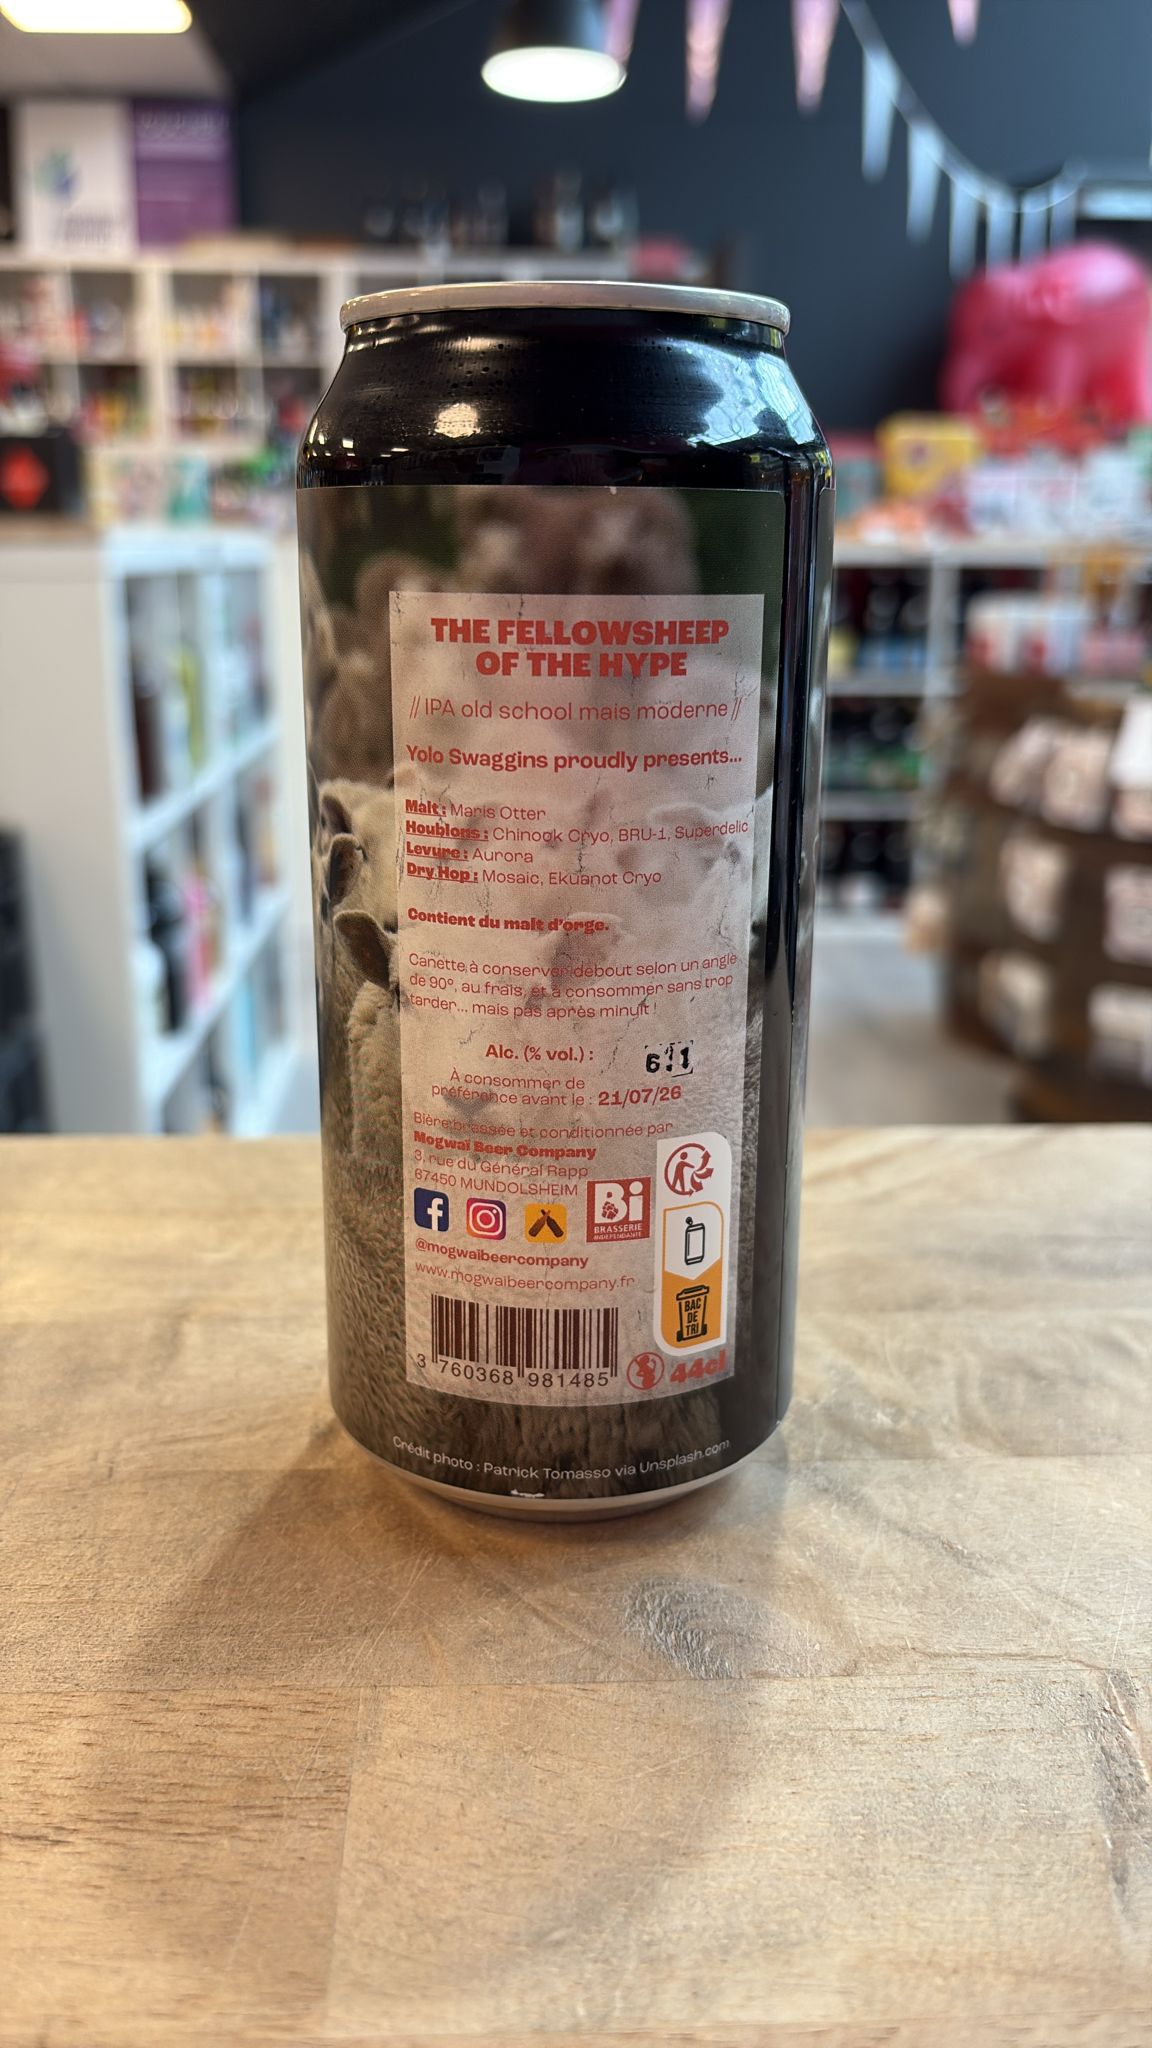 THE FELLOWSHEEP
OF THE HYPE
// IPA old school mais moderne //
Yolo Swaggins proudly presents...
Malt : Maris Otter
Houblons : Chinook Cryo, BRU-1, Superdelic
Levure : Aurora
Dry Hop : Mosaic, Ekuanot Cryo
Contient du malt d'orge.
Canette à conserver debout selon un angle
de 90°, au frais, et à consommer sans trop
tarder... mais pas après minuit !
Alc. (% vol.) :
À consommer de
préférence avant le : 21/07/26
Bière brassée et conditionnée par
Mogwaï Beer Company
3, rue du Général Rapp
67450 MUNDOLSHEIM
Bi
BRASSERIE
INDÉPENDANTE
@mogwaibeercompany
www.mogwaibeercompany.fr
BAC
DE
TRI
3 760368 981485
44cl
Crédit photo : Patrick Tomasso via Unsplash.com